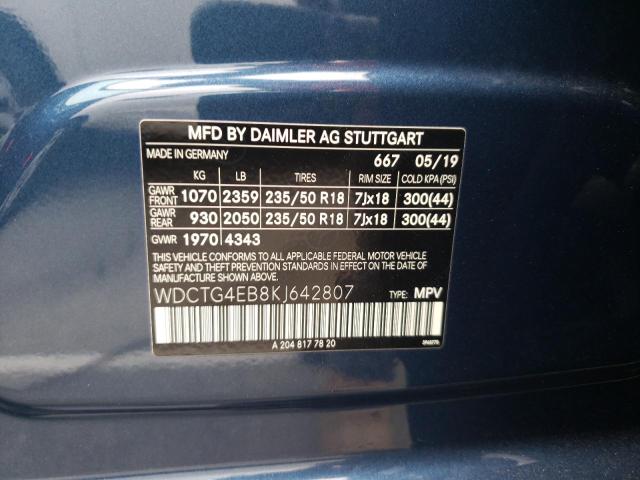 MFD BY DAIMLER AG STUTTGART
MADE IN GERMANY 667 05/19
KG LB TIRES RIM SIZE COLD KPA (PSI)
GAWR FRONT 1070 2359 235/50 R18 7Jx18 300(44)
GAWR REAR 930 2050 235/50 R18 7Jx18 300(44)
GVWR 1970 4343
THIS VEHICLE CONFORMS TO ALL APPLICABLE FEDERAL MOTOR VEHICLE
SAFETY, BUMPER, AND THEFT PREVENTION STANDARDS IN EFFECT ON THE
DATE OF MANUFACTURE SHOWN ABOVE.
WDCTG4EB8KJ642807 TYPE: MPV
A 204 817 78 20